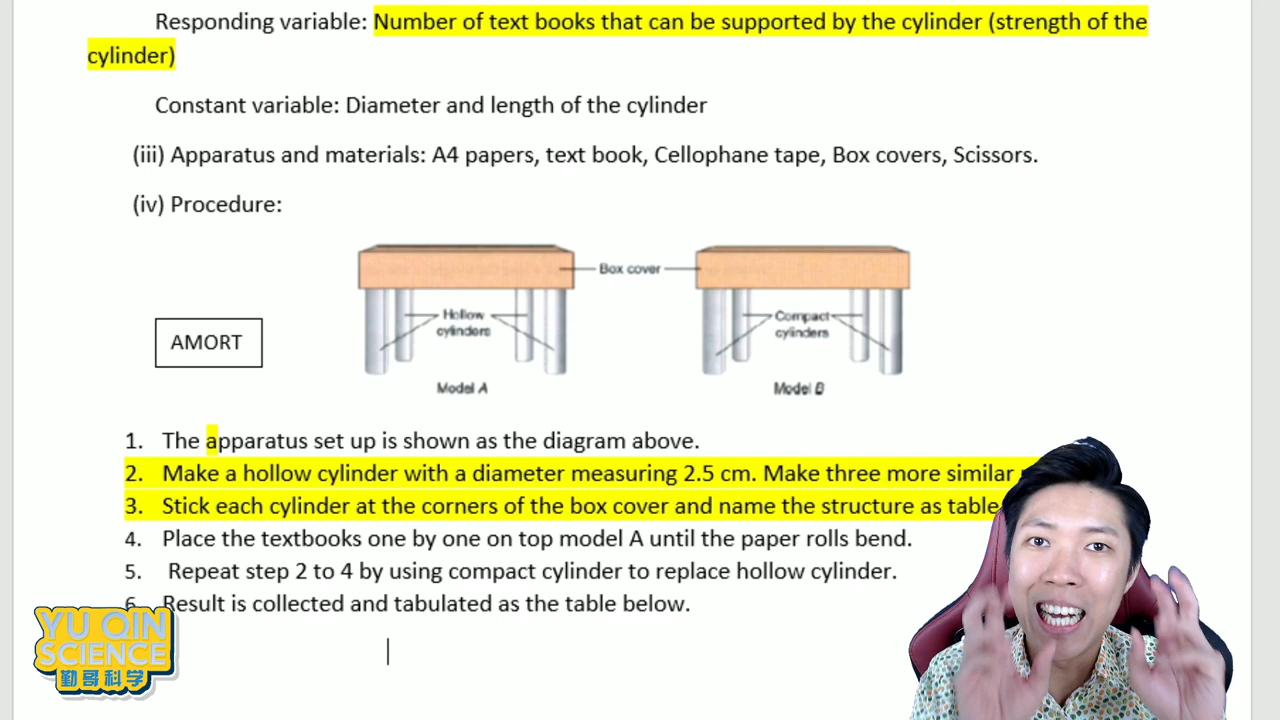 Responding variable: Number of text books that can be supported by the cylinder (strength of the
cylinder)
Constant variable: Diameter and length of the cylinder
(iii) Apparatus and materials: A4 papers, text book, Cellophane tape, Box covers, Scissors.
(iv) Procedure:
Box cover
Hollow
cylinders
Compact
cylinders
AMORT
Model A
Model B
1. The apparatus set up is shown as the diagram above.
2. Make a hollow cylinder with a diameter measuring 2.5 cm. Make three more similar
3. Stick each cylinder at the corners of the box cover and name the structure as table
4. Place the textbooks one by one on top model A until the paper rolls bend.
5. Repeat step 2 to 4 by using compact cylinder to replace hollow cylinder.
6. Result is collected and tabulated as the table below.
YU QIN
SCIENCE
勤哥科学